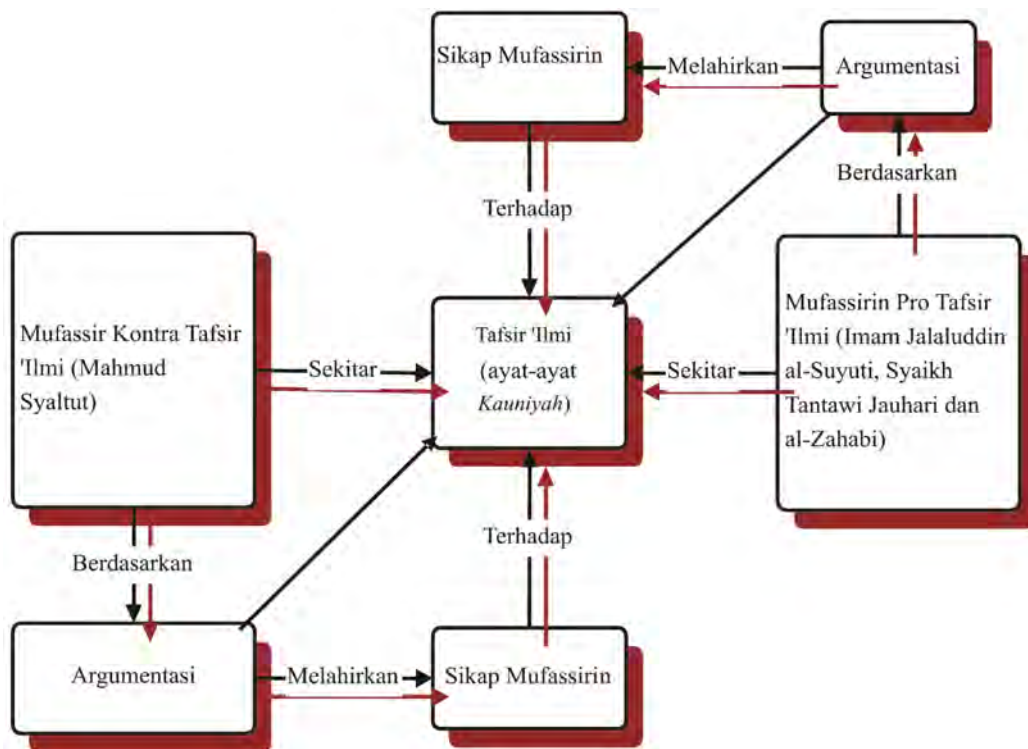 Sikap Mufassirin
Melahirkan
Argumentasi
Berdasarkan
Terhadap
Mufassir Kontra Tafsir
'Ilmi (Mahmud
Syaltut)
Sekitar
Tafsir 'Ilmi
(ayat-ayat
Kauniyah)
Sekitar
Mufassirin Pro Tafsir
'Ilmi (Imam Jalaluddin
al-Suyuti, Syaikh
Tantawi Jauhari dan
al-Zahabi)
Berdasarkan
Terhadap
Argumentasi
Melahirkan
Sikap Mufassirin